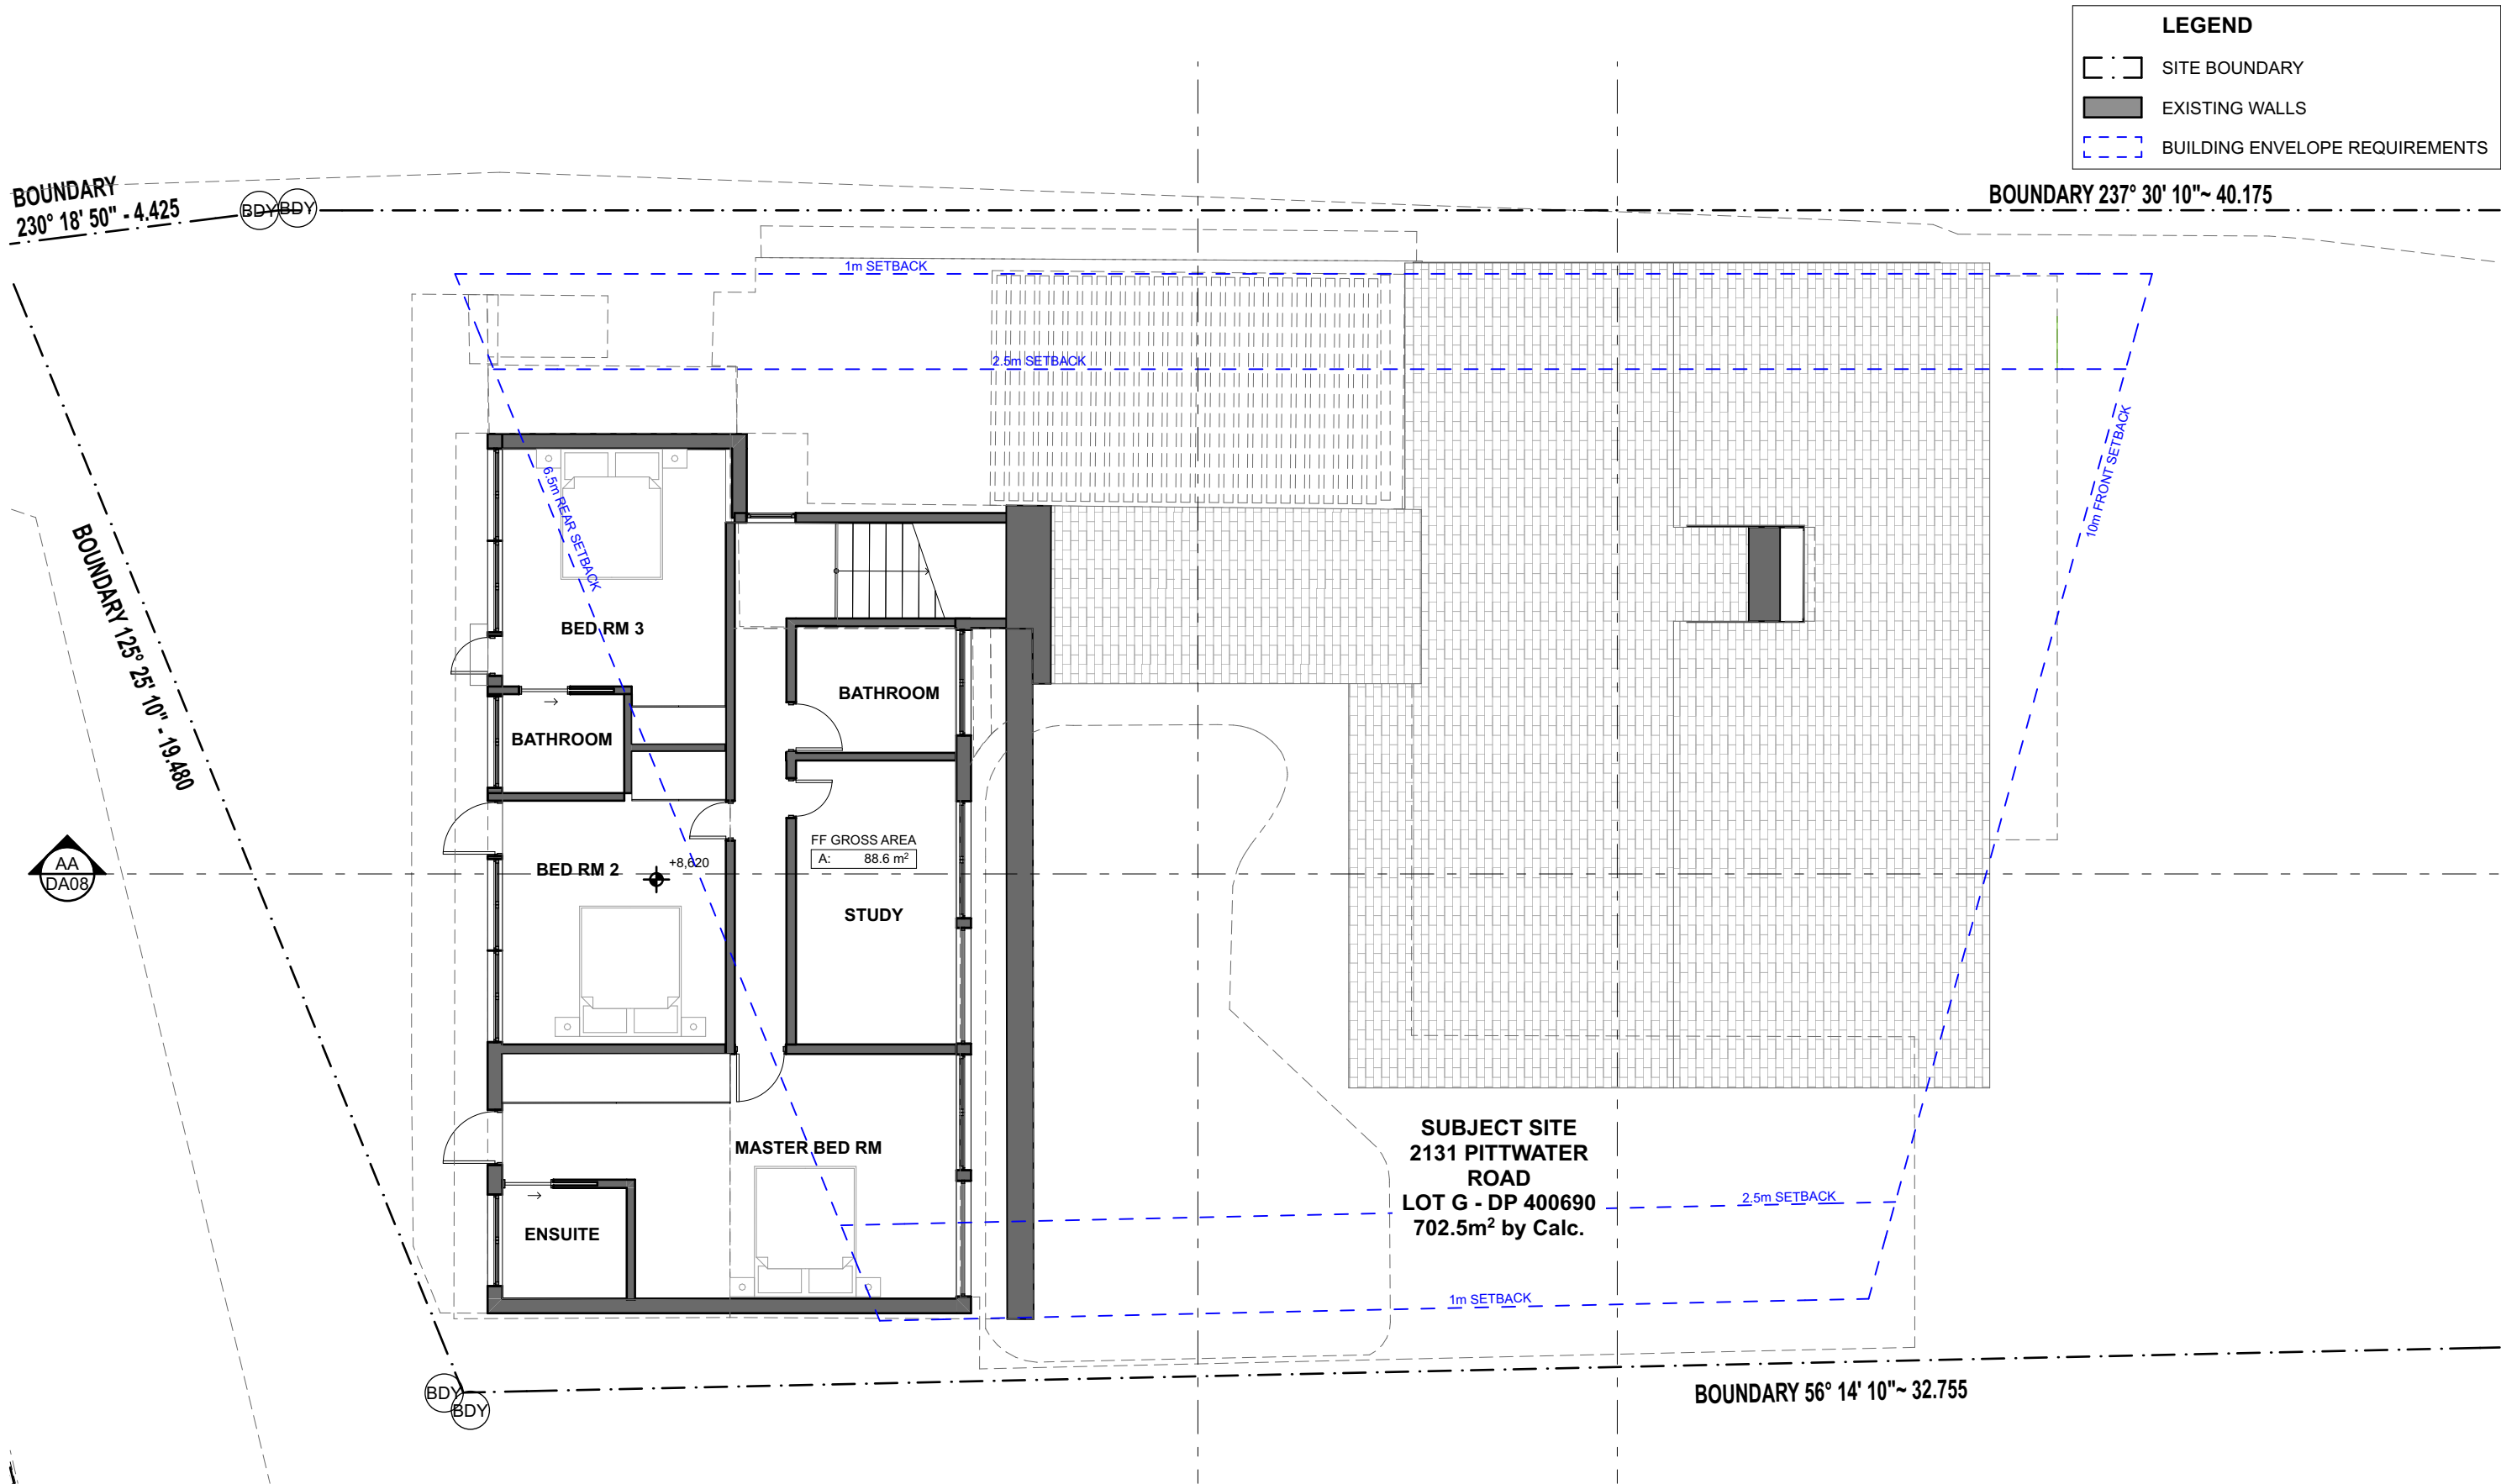 LEGEND
SITE BOUNDARY
EXISTING WALLS
BUILDING ENVELOPE REQUIREMENTS
BOUNDARY
230° 18' 50" - 4.425
BDY
BDY
BOUNDARY 237° 30' 10"~ 40.175
1m SETBACK
2.5m SETBACK
10m FRONT SETBACK
6.5m REAR SETBACK
BOUNDARY 125° 25' 10" - 19.480
BED RM 3
BATHROOM
BATHROOM
FF GROSS AREA
A: 88.6 m²
BED RM 2
+8,620
AA
DA08
STUDY
MASTER BED RM
ENSUITE
SUBJECT SITE
2131 PITTWATER
ROAD
LOT G - DP 400690
702.5m² by Calc.
2.5m SETBACK
1m SETBACK
BDY
BDY
BOUNDARY 56° 14' 10"~ 32.755